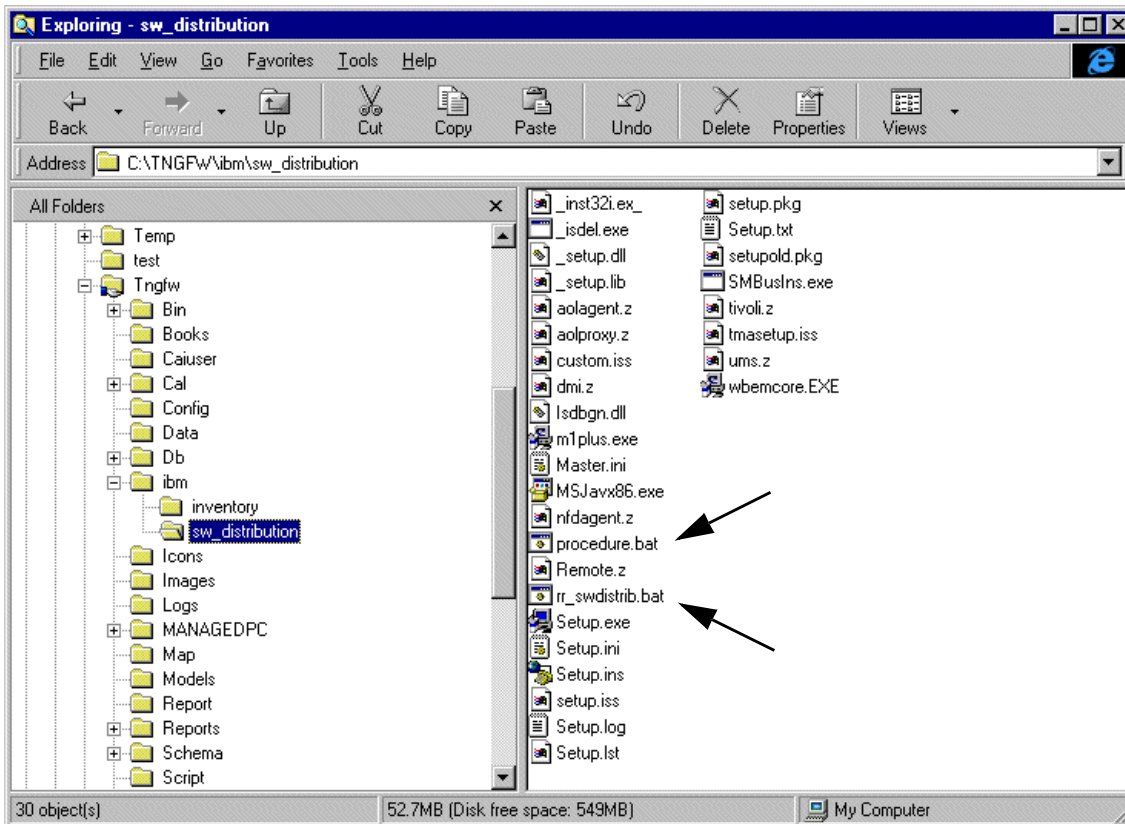 Exploring - sw_distribution
File Edit View Go Favorites Tools Help
Back Forward Up Cut Copy Paste Undo Delete Properties Views
Address C:\TNGFW\ibm\sw_distribution
All Folders
Temp
test
Tngfw
Bin
Books
Caiuser
Cal
Config
Data
Db
ibm
inventory
sw_distribution
Icons
Images
Logs
MANAGEDPC
Map
Models
Report
Reports
Schema
Script
_inst32i.ex_
_isdel.exe
_setup.dll
_setup.lib
aolagent.z
aolproxy.z
custom.iss
dmi.z
lsdbgn.dll
m1plus.exe
Master.ini
MSJavx86.exe
nfdagent.z
procedure.bat
Remote.z
rr_swdistrib.bat
Setup.exe
Setup.ini
Setup.ins
setup.iss
Setup.log
Setup.lst
setup.pkg
Setup.txt
setupold.pkg
SMBusIns.exe
tivoli.z
tmasetup.iss
ums.z
wbemcore.EXE
30 object(s) 52.7MB (Disk free space: 549MB) My Computer